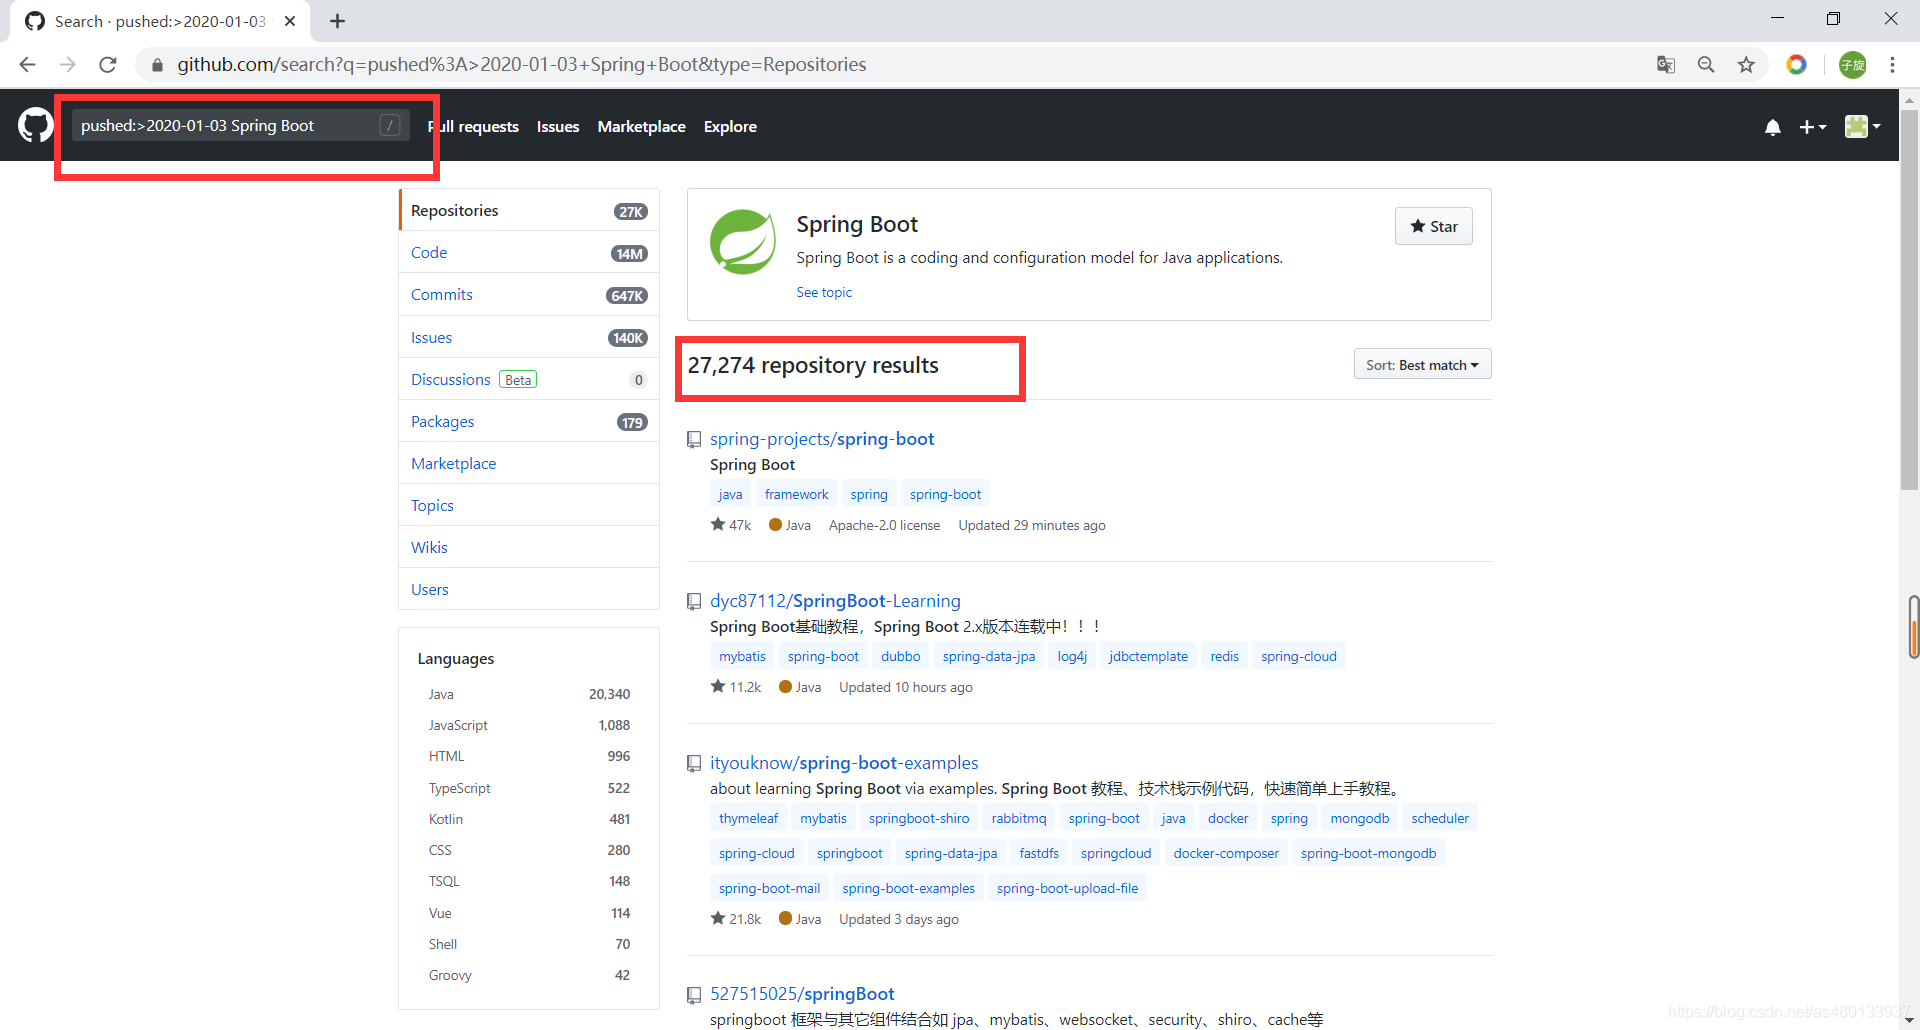 Search · pushed:>2020-01-03
github.com/search?q=pushed%3A>2020-01-03+Spring+Boot&type=Repositories
子旋
pushed:>2020-01-03 Spring Boot /
Pull requests Issues Marketplace Explore
Repositories 27K
Code 14M
Commits 647K
Issues 140K
Discussions Beta 0
Packages 179
Marketplace
Topics
Wikis
Users
Languages
Java 20,340
JavaScript 1,088
HTML 996
TypeScript 522
Kotlin 481
CSS 280
TSQL 148
Vue 114
Shell 70
Groovy 42
Spring Boot
Star
Spring Boot is a coding and configuration model for Java applications.
See topic
27,274 repository results
Sort: Best match
spring-projects/spring-boot
Spring Boot
java framework spring spring-boot
47k Java Apache-2.0 license Updated 29 minutes ago
dyc87112/SpringBoot-Learning
Spring Boot基础教程，Spring Boot 2.x版本连载中！！！
mybatis spring-boot dubbo spring-data-jpa log4j jdbctemplate redis spring-cloud
11.2k Java Updated 10 hours ago
ityouknow/spring-boot-examples
about learning Spring Boot via examples. Spring Boot 教程、技术栈示例代码，快速简单上手教程。
thymeleaf mybatis springboot-shiro rabbitmq spring-boot java docker spring mongodb scheduler
spring-cloud springboot spring-data-jpa fastdfs springcloud docker-composer spring-boot-mongodb
spring-boot-mail spring-boot-examples spring-boot-upload-file
21.8k Java Updated 3 days ago
527515025/springBoot
springboot 框架与其它组件结合如 jpa、mybatis、websocket、security、shiro、cache等
https://blog.csdn.net/as480133937